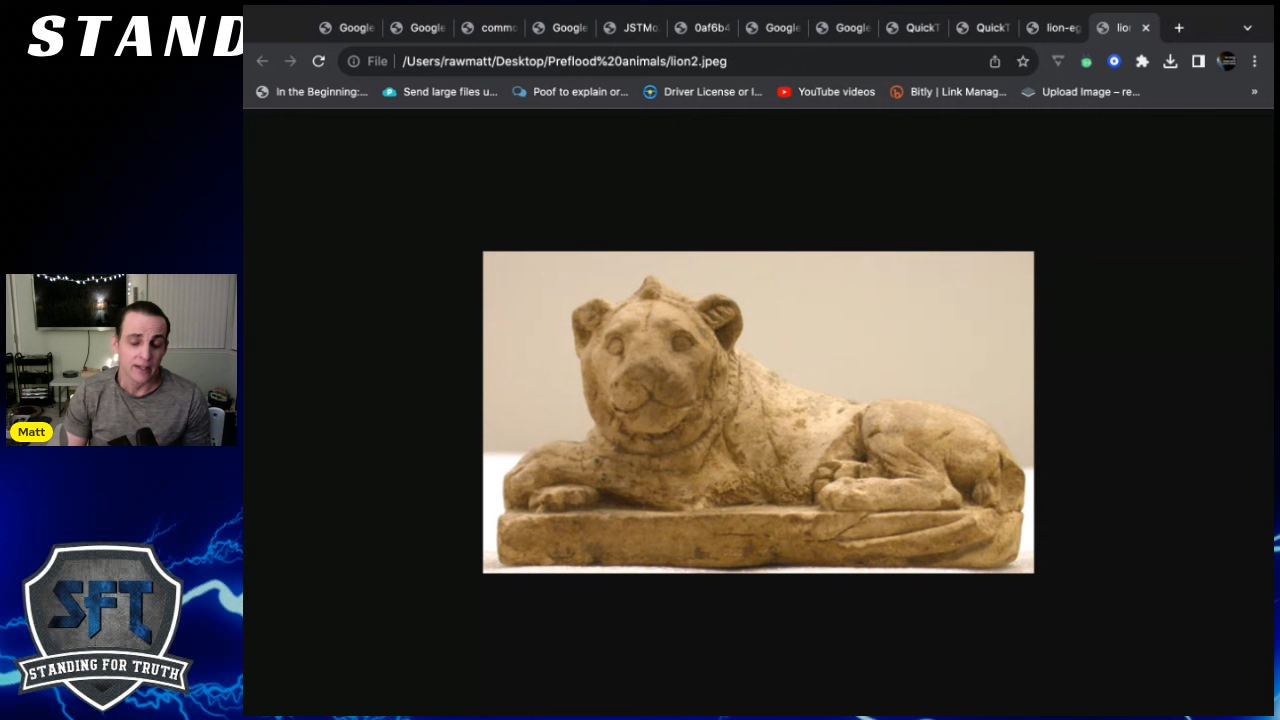 STAND
Google
Google
commo
Google
JSTMo
0af6b4
Google
Google
QuickT
QuickT
lion-eg
lion
File
/Users/rawmatt/Desktop/Preflood%20animals/lion2.jpeg
In the Beginning:...
Send large files u...
Poof to explain or...
Driver License or I...
YouTube videos
Bitly | Link Manag...
Upload Image – re...
»
Matt
SFT
STANDING FOR TRUTH